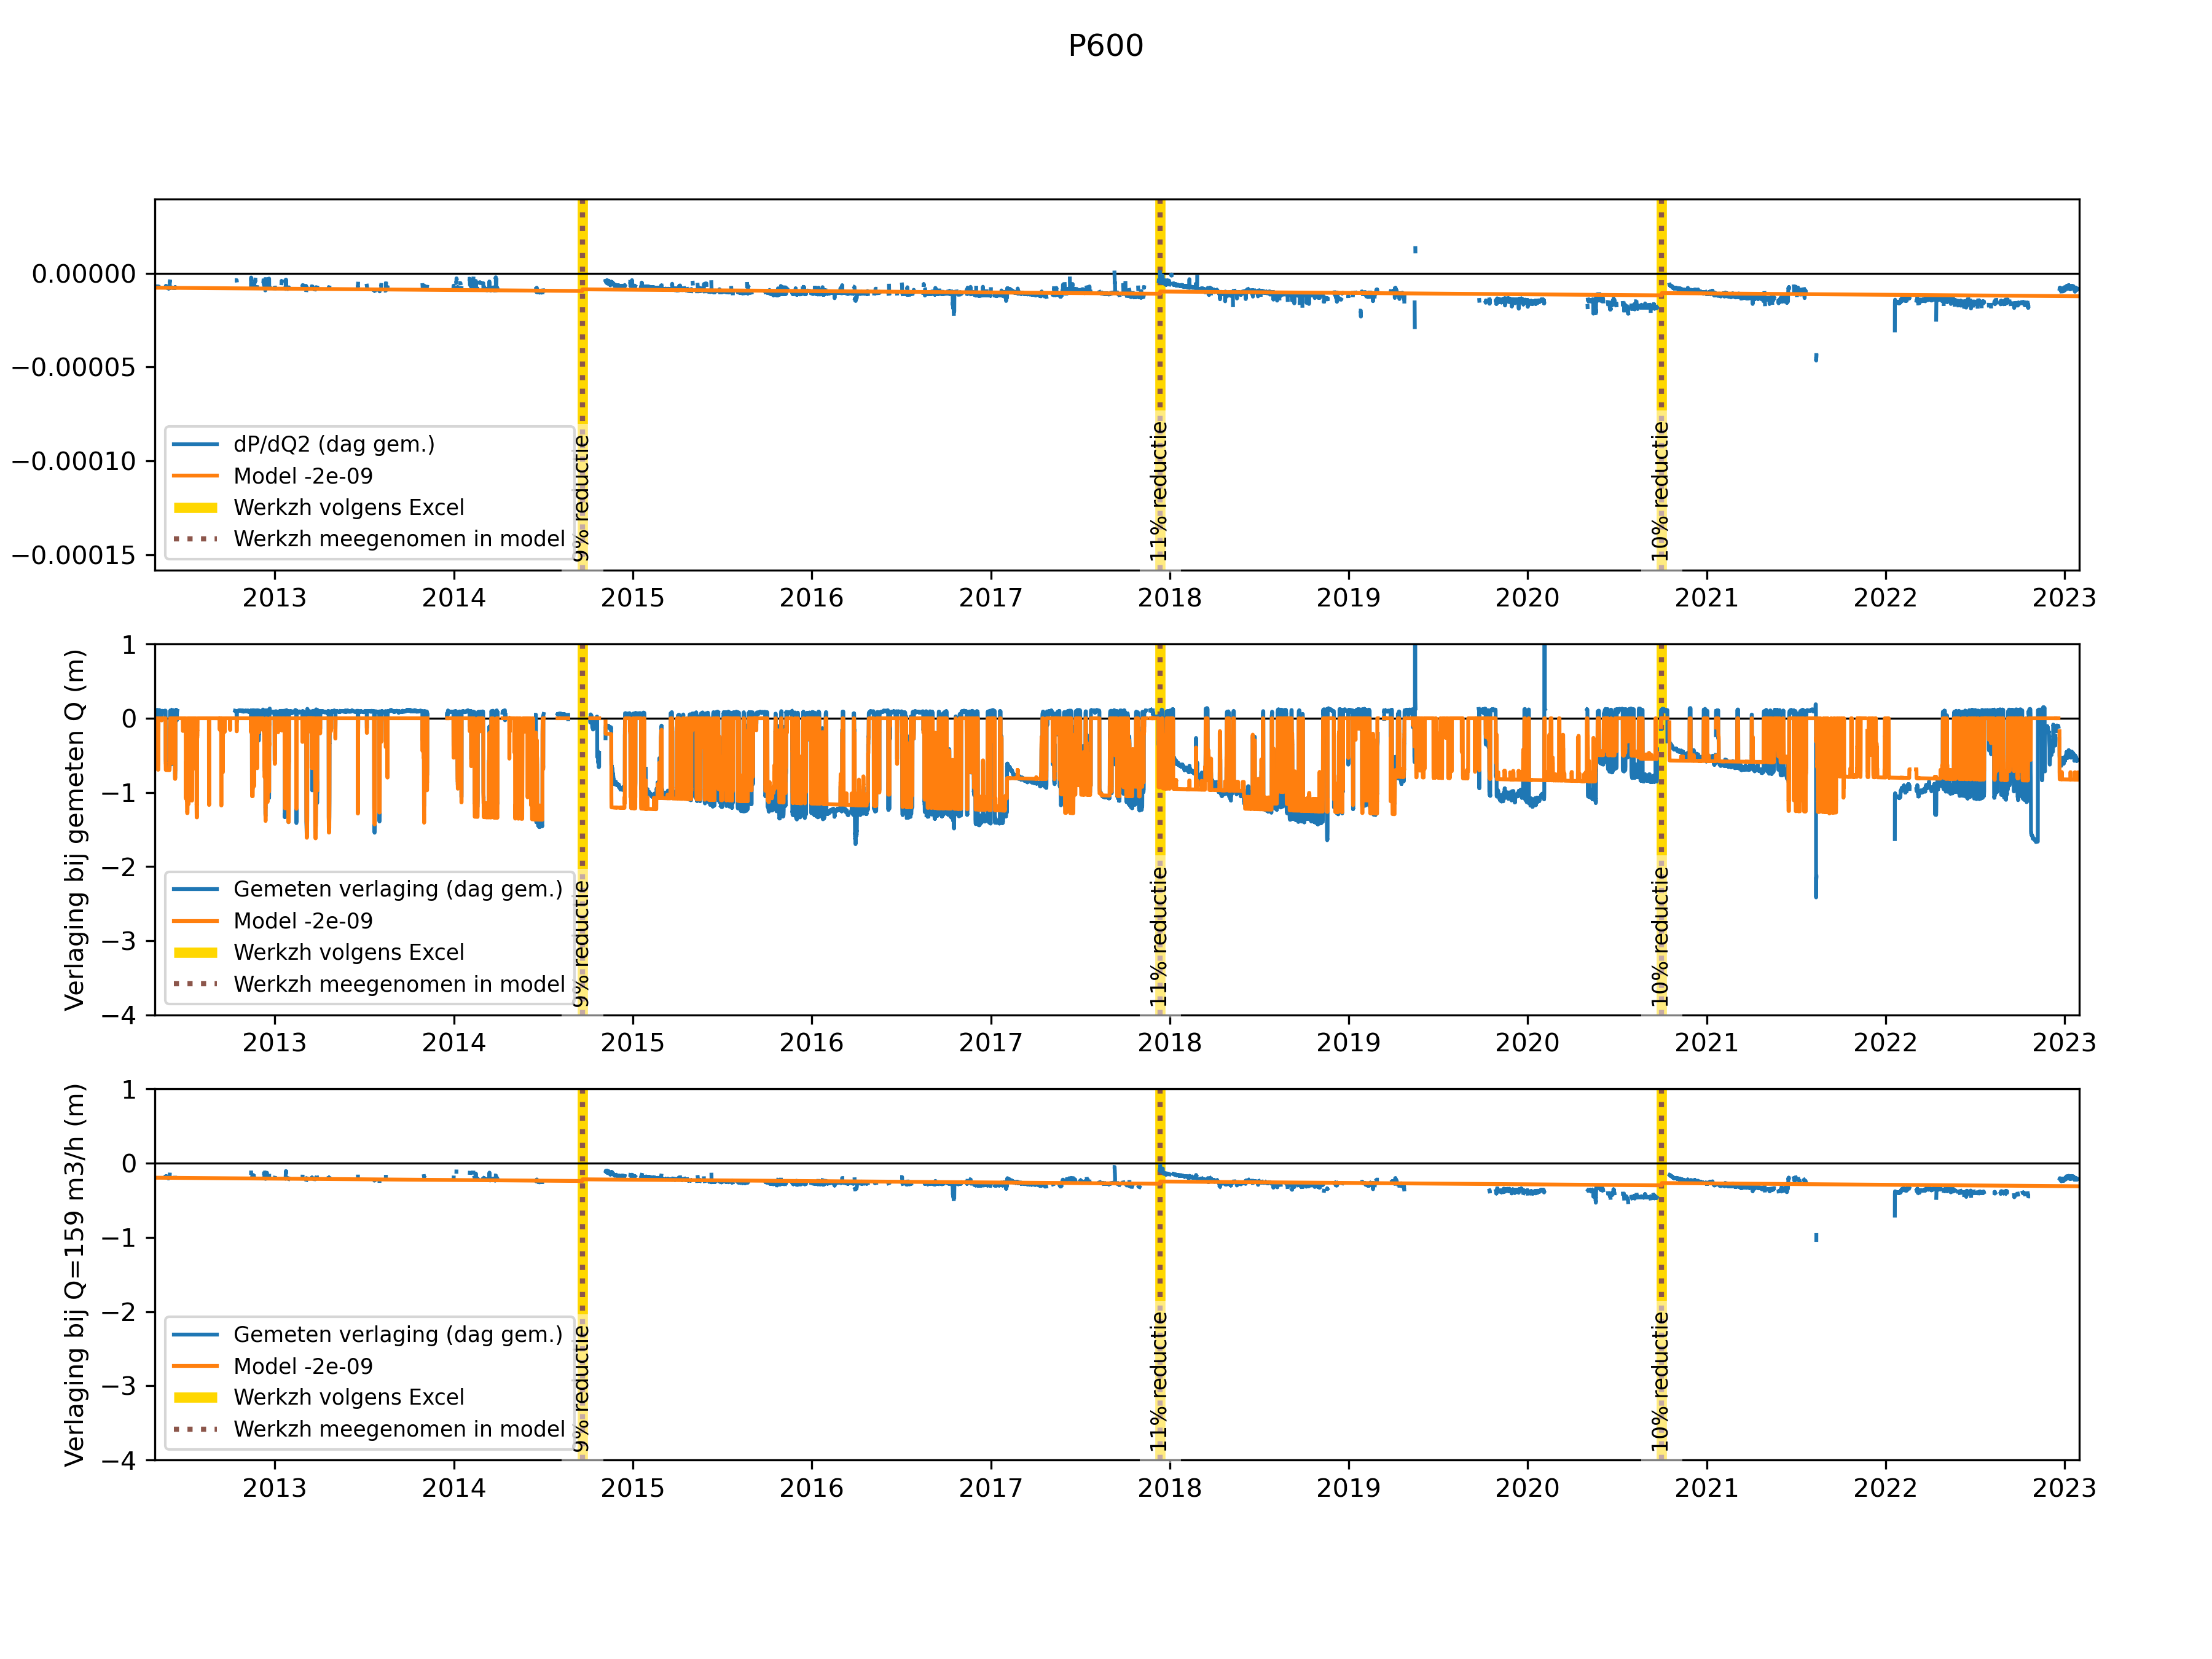 P600
0.00000
−0.00005
−0.00010
−0.00015
dP/dQ2 (dag gem.)
Model -2e-09
Werkzh volgens Excel
Werkzh meegenomen in model
9% reductie
11% reductie
10% reductie
2013 2014 2015 2016 2017 2018 2019 2020 2021 2022 2023
Verlaging bij gemeten Q (m)
1
0
−1
−2
−3
−4
Gemeten verlaging (dag gem.)
Model -2e-09
Werkzh volgens Excel
Werkzh meegenomen in model
9% reductie
11% reductie
10% reductie
2013 2014 2015 2016 2017 2018 2019 2020 2021 2022 2023
Verlaging bij Q=159 m3/h (m)
1
0
−1
−2
−3
−4
Gemeten verlaging (dag gem.)
Model -2e-09
Werkzh volgens Excel
Werkzh meegenomen in model
9% reductie
11% reductie
10% reductie
2013 2014 2015 2016 2017 2018 2019 2020 2021 2022 2023